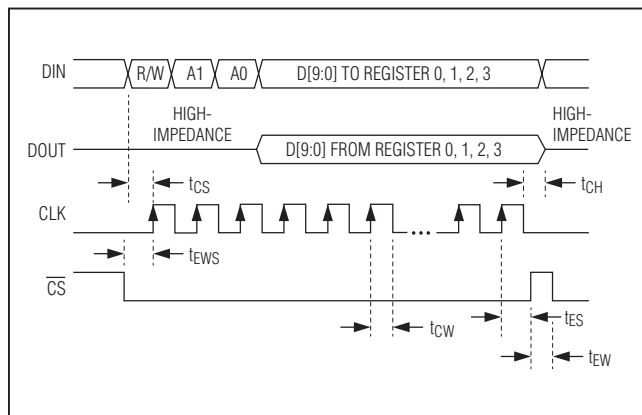 DIN
R/W
A1
A0
D[9:0] TO REGISTER 0, 1, 2, 3
HIGH-
IMPEDANCE
HIGH-
IMPEDANCE
DOUT
D[9:0] FROM REGISTER 0, 1, 2, 3
tCS
tCH
CLK
...
tEWS
CS
tCW
tES
tEW